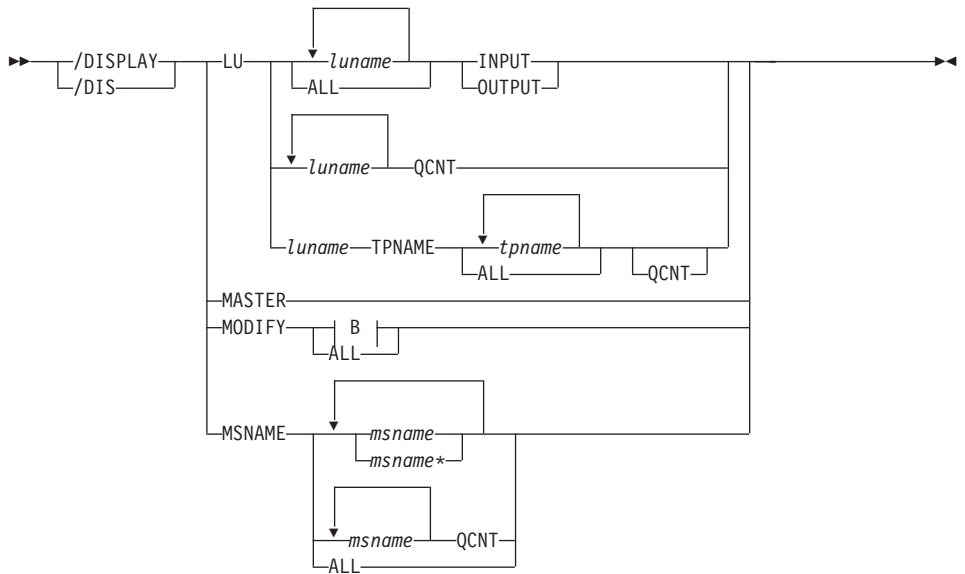 /DISPLAY LU luname INPUT
/DIS ALL OUTPUT
luname QCNT
luname TPNAME tpname
ALL QCNT
MASTER
MODIFY B
ALL
MSNAME msname
msname*
msname QCNT
ALL